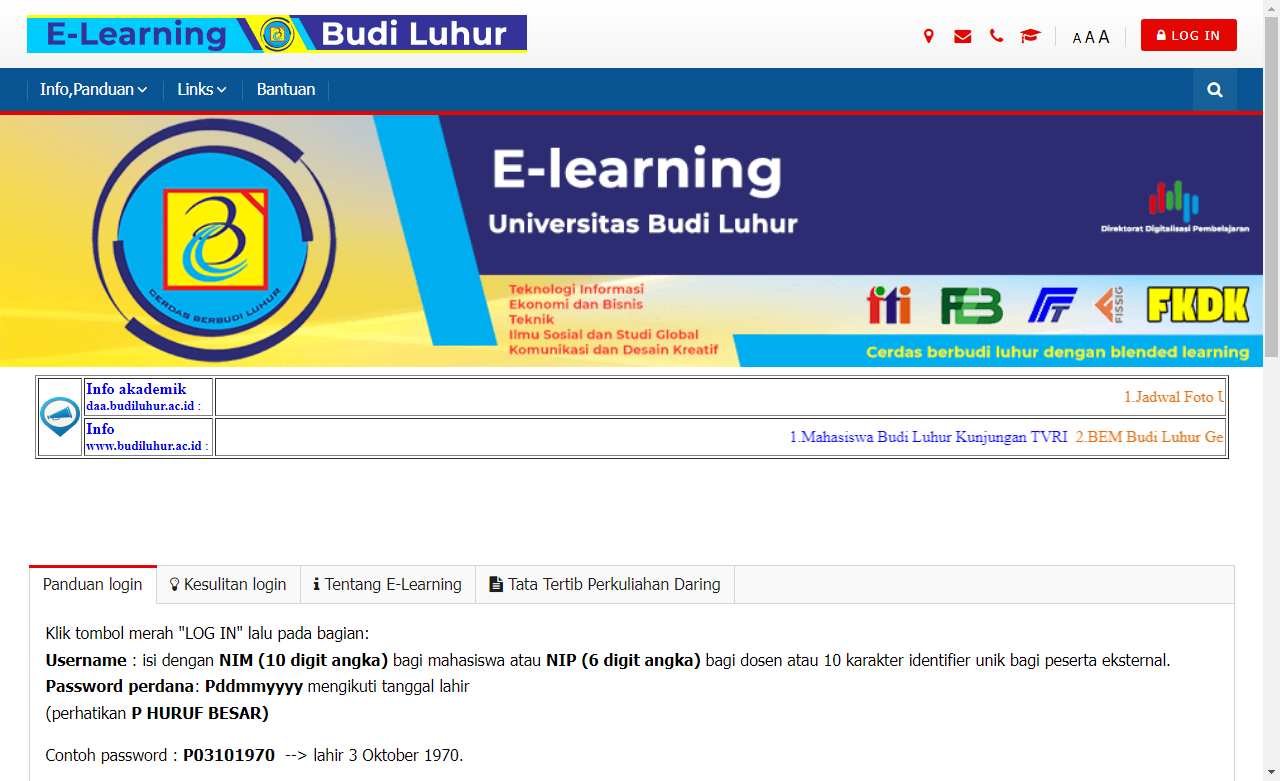 E-Learning Budi Luhur
A A A
LOG IN
Info,Panduan
Links
Bantuan
E-learning
Universitas Budi Luhur
Direktorat Digitalisasi Pembelajaran
CERDAS BERBUDI LUHUR
Teknologi Informasi
Ekonomi dan Bisnis
Teknik
Ilmu Sosial dan Studi Global
Komunikasi dan Desain Kreatif
fti FEB FT FISSIG FKDK
Cerdas berbudi luhur dengan blended learning
Info akademik
daa.budiluhur.ac.id :
1.Jadwal Foto
Info
www.budiluhur.ac.id :
1.Mahasiswa Budi Luhur Kunjungan TVRI 2.BEM Budi Luhur Ge
Panduan login
Kesulitan login
Tentang E-Learning
Tata Tertib Perkuliahan Daring
Klik tombol merah "LOG IN" lalu pada bagian:
Username : isi dengan NIM (10 digit angka) bagi mahasiswa atau NIP (6 digit angka) bagi dosen atau 10 karakter identifier unik bagi peserta eksternal.
Password perdana: Pddmmyyyy mengikuti tanggal lahir
(perhatikan P HURUF BESAR)
Contoh password : P03101970 --> lahir 3 Oktober 1970.